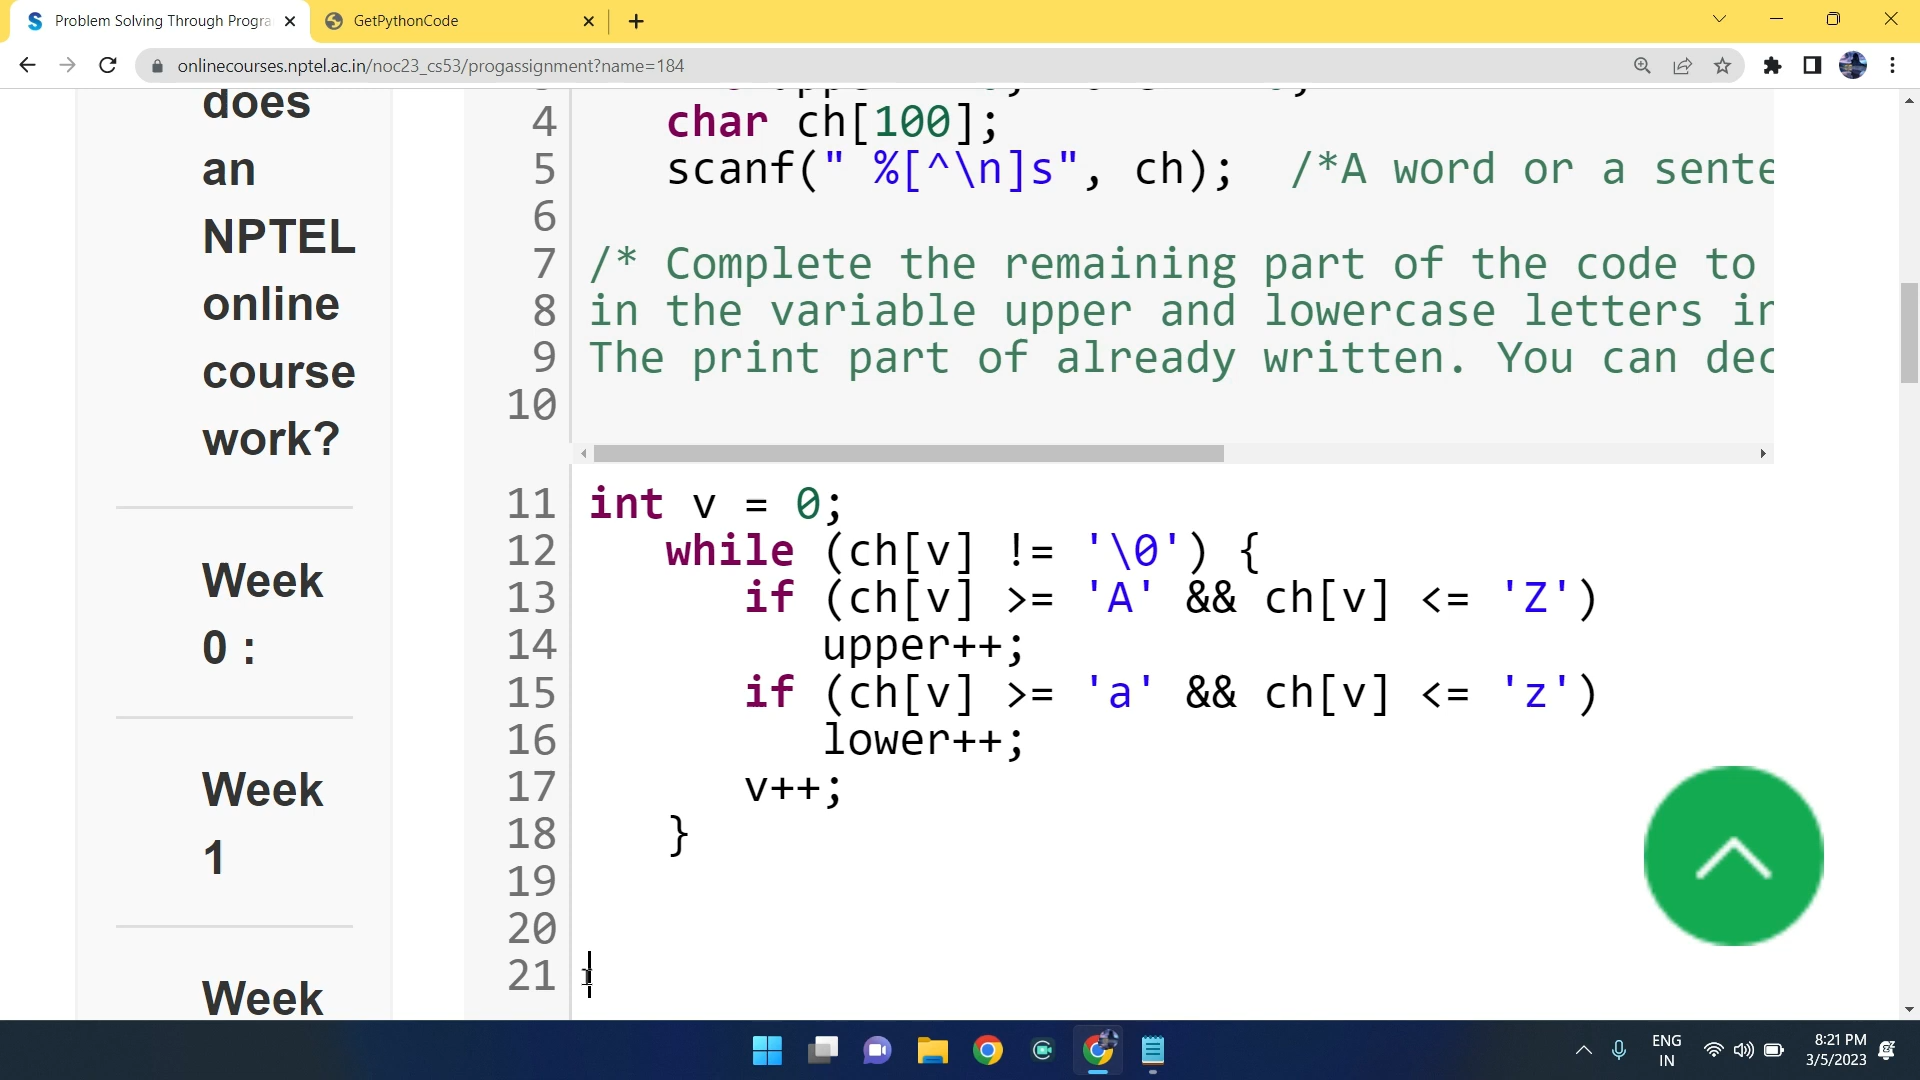 Problem Solving Through Progra
GetPythonCode
onlinecourses.nptel.ac.in/noc23_cs53/progassignment?name=184
does
an
NPTEL
online
course
work?
Week
0 :
Week
1
Week
4 char ch[100];
5 scanf(" %[^\n]s", ch); /*A word or a sente
6
7 /* Complete the remaining part of the code to
8 in the variable upper and lowercase letters in
9 The print part of already written. You can dec
10
11 int v = 0;
12 while (ch[v] != '\0') {
13 if (ch[v] >= 'A' && ch[v] <= 'Z')
14 upper++;
15 if (ch[v] >= 'a' && ch[v] <= 'z')
16 lower++;
17 v++;
18 }
19
20
21
ENG
IN
8:21 PM
3/5/2023